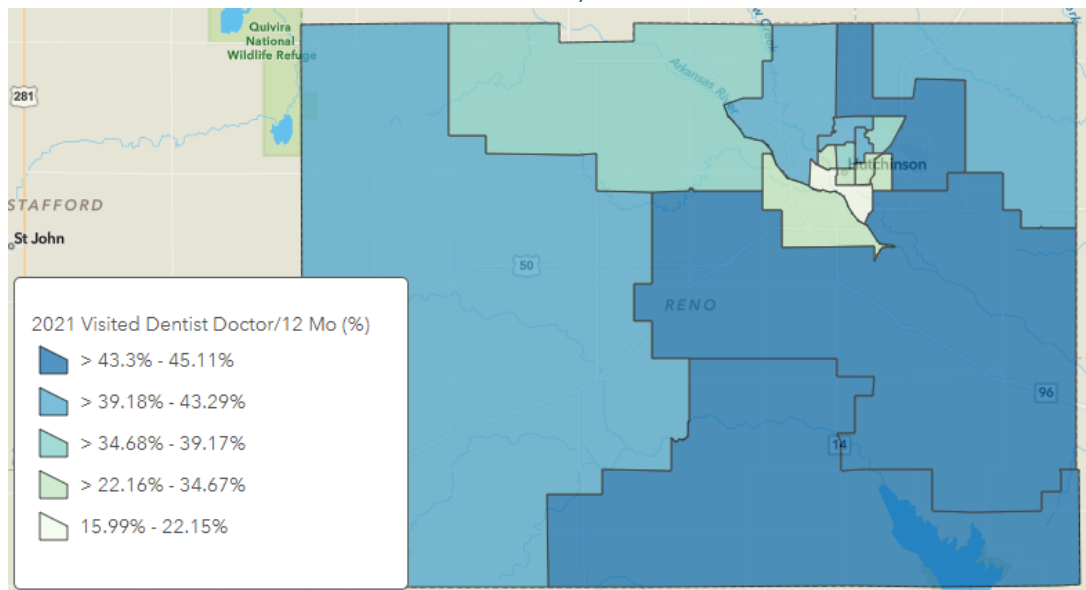 Quivira
National
Wildlife Refuge
281
Arkansas River
Creek
Hutchinson
STAFFORD
St John
50
RENO
96
14
2021 Visited Dentist Doctor/12 Mo (%)
> 43.3% - 45.11%
> 39.18% - 43.29%
> 34.68% - 39.17%
> 22.16% - 34.67%
15.99% - 22.15%